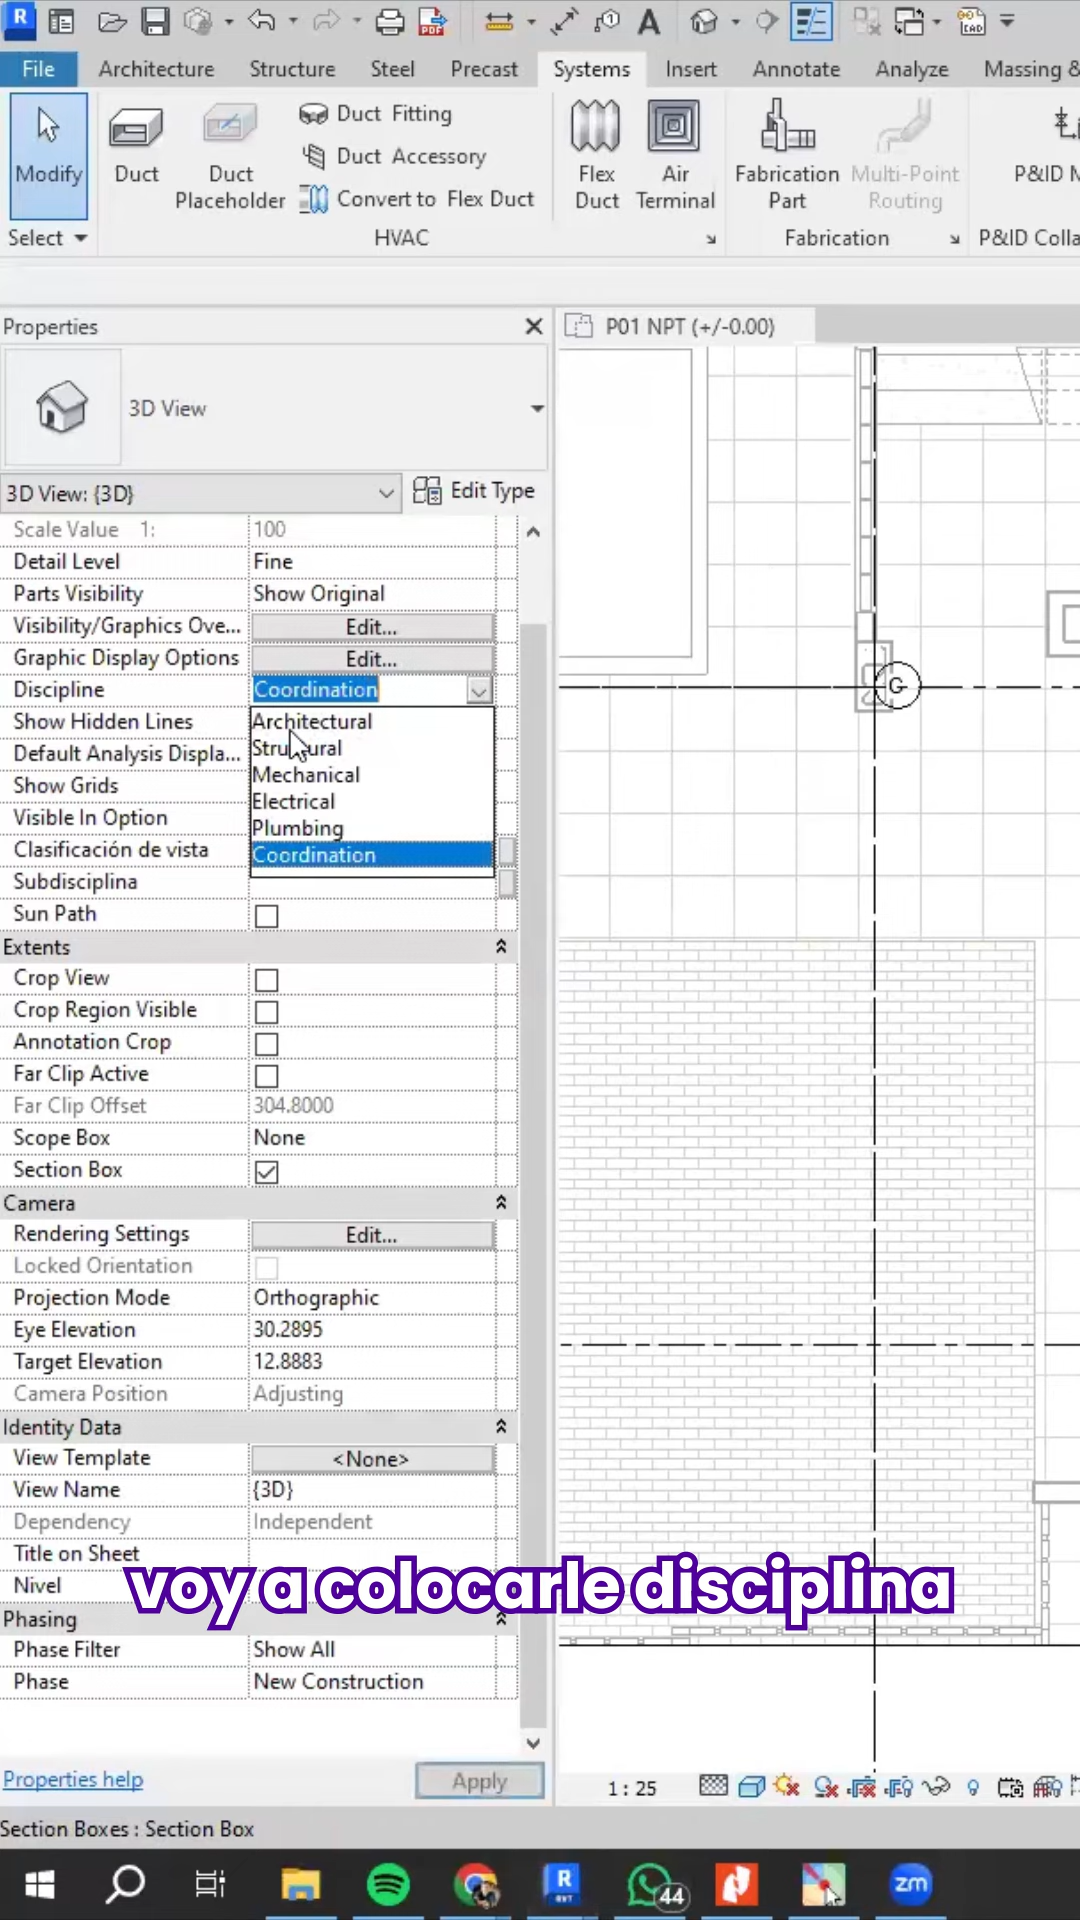 R
PDF
A
CAD
File
Architecture
Structure
Steel
Precast
Systems
Insert
Annotate
Analyze
Massing &
Modify
Duct
Duct Placeholder
Duct Fitting
Duct Accessory
Convert to Flex Duct
Flex Duct
Air Terminal
Fabrication Part
Multi-Point Routing
P&ID M
Select
HVAC
Fabrication
P&ID Colla
Properties
P01 NPT (+/-0.00)
3D View
3D View: {3D}
Edit Type
Scale Value 1:
100
Detail Level
Fine
Parts Visibility
Show Original
Visibility/Graphics Ove...
Edit...
Graphic Display Options
Edit...
Discipline
Coordination
Show Hidden Lines
Architectural
Structural
Default Analysis Displa...
Mechanical
Show Grids
Electrical
Visible In Option
Plumbing
Clasificación de vista
Coordination
Subdisciplina
Sun Path
Extents
Crop View
Crop Region Visible
Annotation Crop
Far Clip Active
Far Clip Offset
304.8000
Scope Box
None
Section Box
Camera
Rendering Settings
Edit...
Locked Orientation
Projection Mode
Orthographic
Eye Elevation
30.2895
Target Elevation
12.8883
Camera Position
Adjusting
Identity Data
View Template
<None>
View Name
{3D}
Dependency
Independent
Title on Sheet
Nivel
voy a colocarle disciplina
Phasing
Phase Filter
Show All
Phase
New Construction
Properties help
Apply
G
1 : 25
Section Boxes : Section Box
R
RVT
44
zm